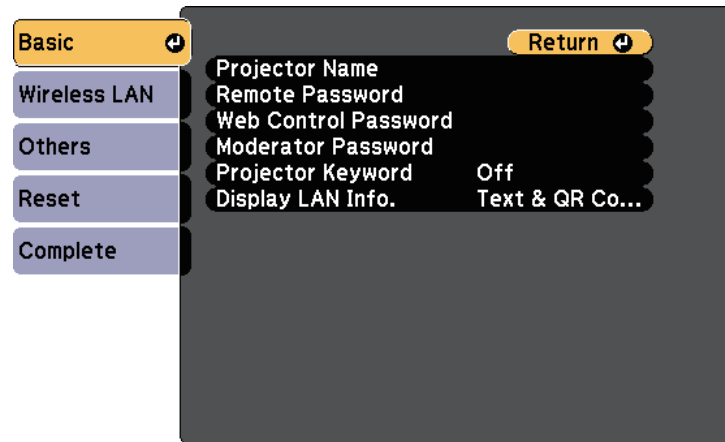 Basic
Wireless LAN
Others
Reset
Complete
Return
Projector Name
Remote Password
Web Control Password
Moderator Password
Projector Keyword Off
Display LAN Info. Text & QR Co...